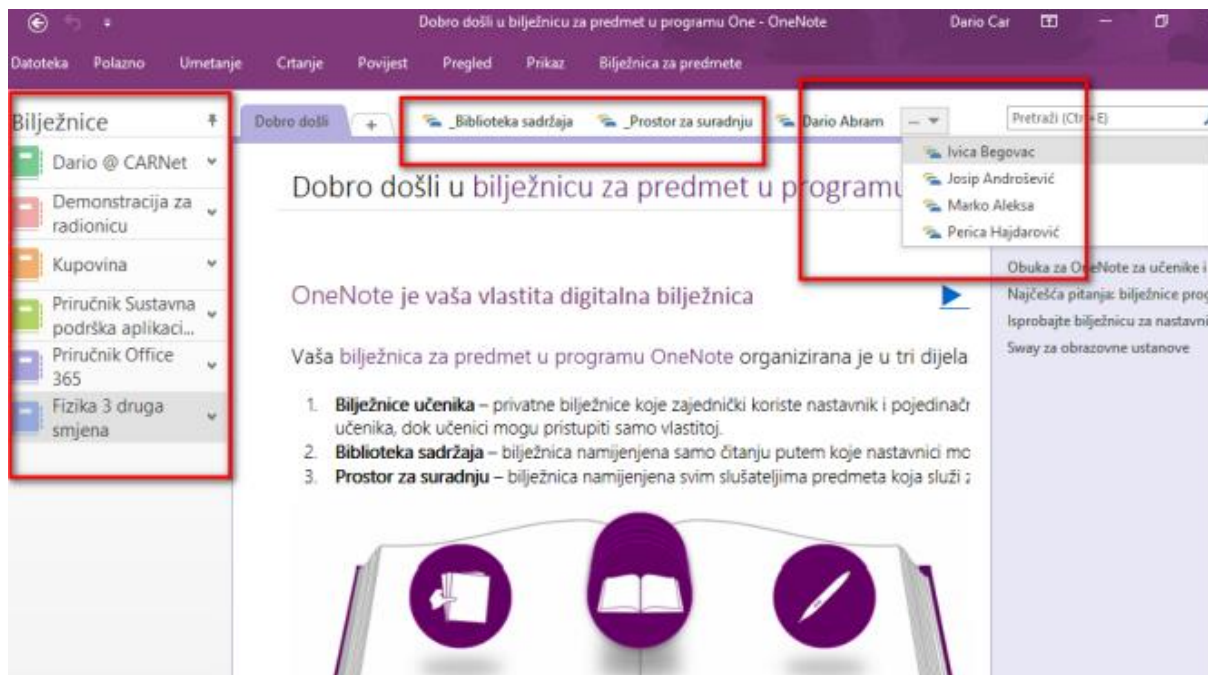 Dobro došli u bilježnicu za predmet u programu One - OneNote
Dario Car
Datoteka Polazno Umetanje Crtanje Povijest Pregled Prikaz Bilježnica za predmete
Bilježnice
Dario @ CARNet
Demonstracija za
radionicu
Kupovina
Priručnik Sustavna
podrška aplikaci...
Priručnik Office
365
Fizika 3 druga
smjena
Dobro došli + _Biblioteka sadržaja _Prostor za suradnju Dario Abram
Pretraži (Ctrl+E)
Ivica Begovac
Josip Androšević
Marko Aleksa
Perica Hajdarović
Dobro došli u bilježnicu za predmet u programu
OneNote je vaša vlastita digitalna bilježnica
Vaša bilježnica za predmet u programu OneNote organizirana je u tri dijela
1. Bilježnice učenika – privatne bilježnice koje zajednički koriste nastavnik i pojedinačn
učenika, dok učenici mogu pristupiti samo vlastitoj.
2. Biblioteka sadržaja – bilježnica namijenjena samo čitanju putem koje nastavnici mo
3. Prostor za suradnju – bilježnica namijenjena svim slušateljima predmeta koja služi z
Obuka za OneNote za učenike i
Najčešća pitanja: bilježnice prog
Isprobajte bilježnicu za nastavni
Sway za obrazovne ustanove